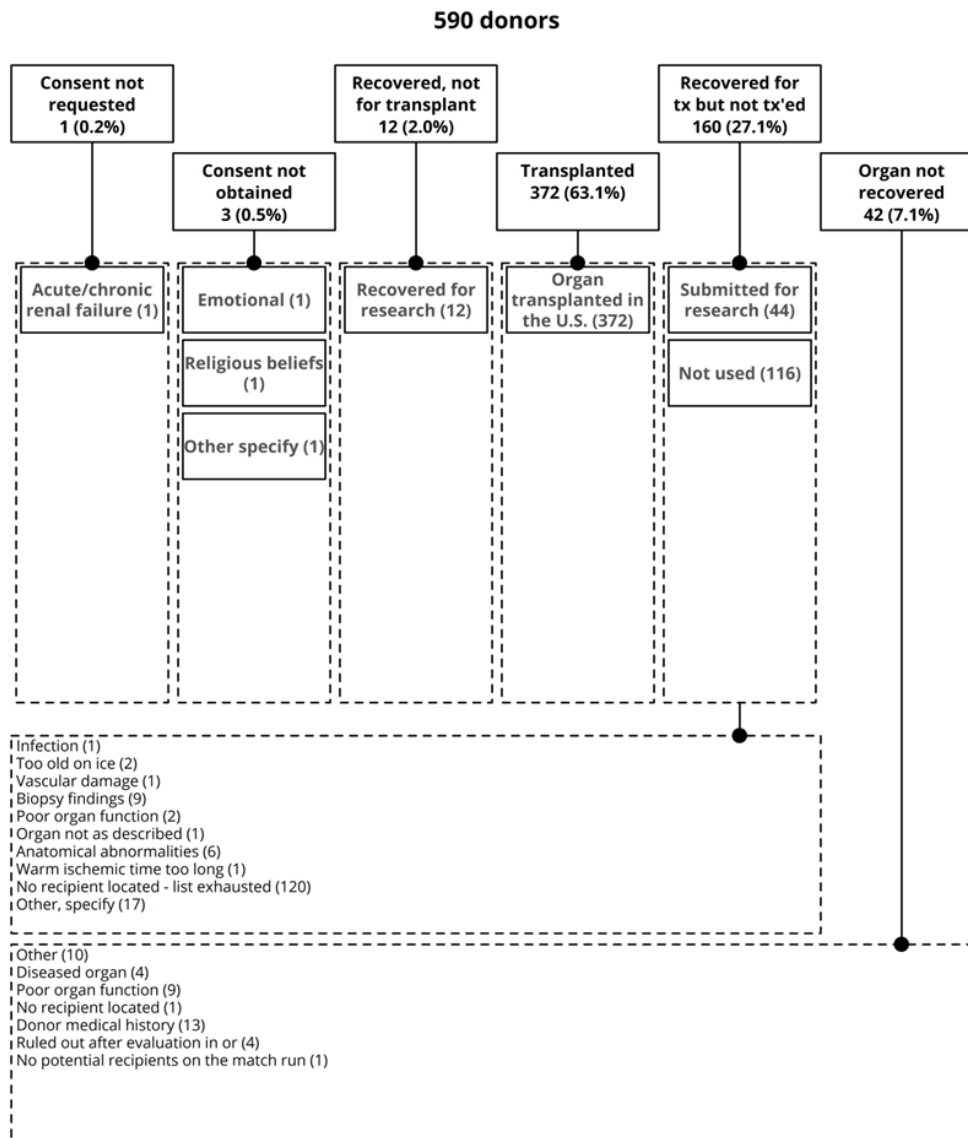 590 donors
Consent not
requested
1 (0.2%)
Recovered, not
for transplant
12 (2.0%)
Recovered for
tx but not tx'ed
160 (27.1%)
Consent not
obtained
3 (0.5%)
Transplanted
372 (63.1%)
Organ not
recovered
42 (7.1%)
Acute/chronic
renal failure (1)
Emotional (1)
Religious beliefs
(1)
Other specify (1)
Recovered for
research (12)
Organ
transplanted in
the U.S. (372)
Submitted for
research (44)
Not used (116)
Infection (1)
Too old on ice (2)
Vascular damage (1)
Biopsy findings (9)
Poor organ function (2)
Organ not as described (1)
Anatomical abnormalities (6)
Warm ischemic time too long (1)
No recipient located - list exhausted (120)
Other, specify (17)
Other (10)
Diseased organ (4)
Poor organ function (9)
No recipient located (1)
Donor medical history (13)
Ruled out after evaluation in or (4)
No potential recipients on the match run (1)